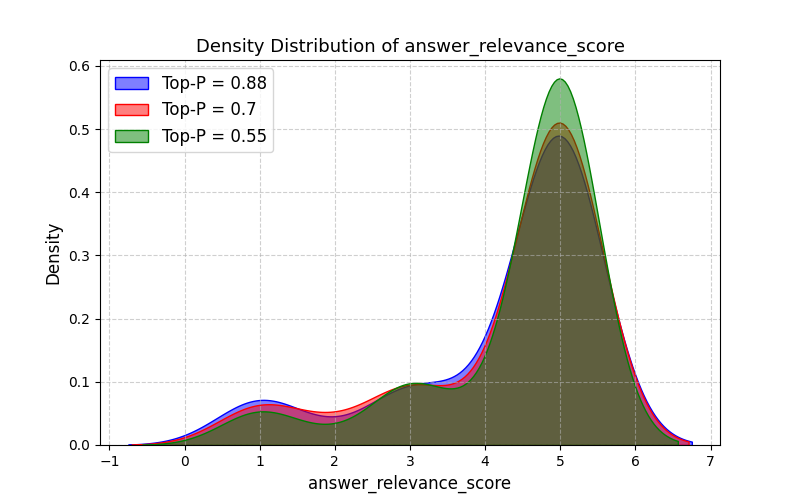 Density Distribution of answer_relevance_score
Top-P = 0.88
Top-P = 0.7
Top-P = 0.55
Density
0.6
0.5
0.4
0.3
0.2
0.1
0.0
−1 0 1 2 3 4 5 6 7
answer_relevance_score